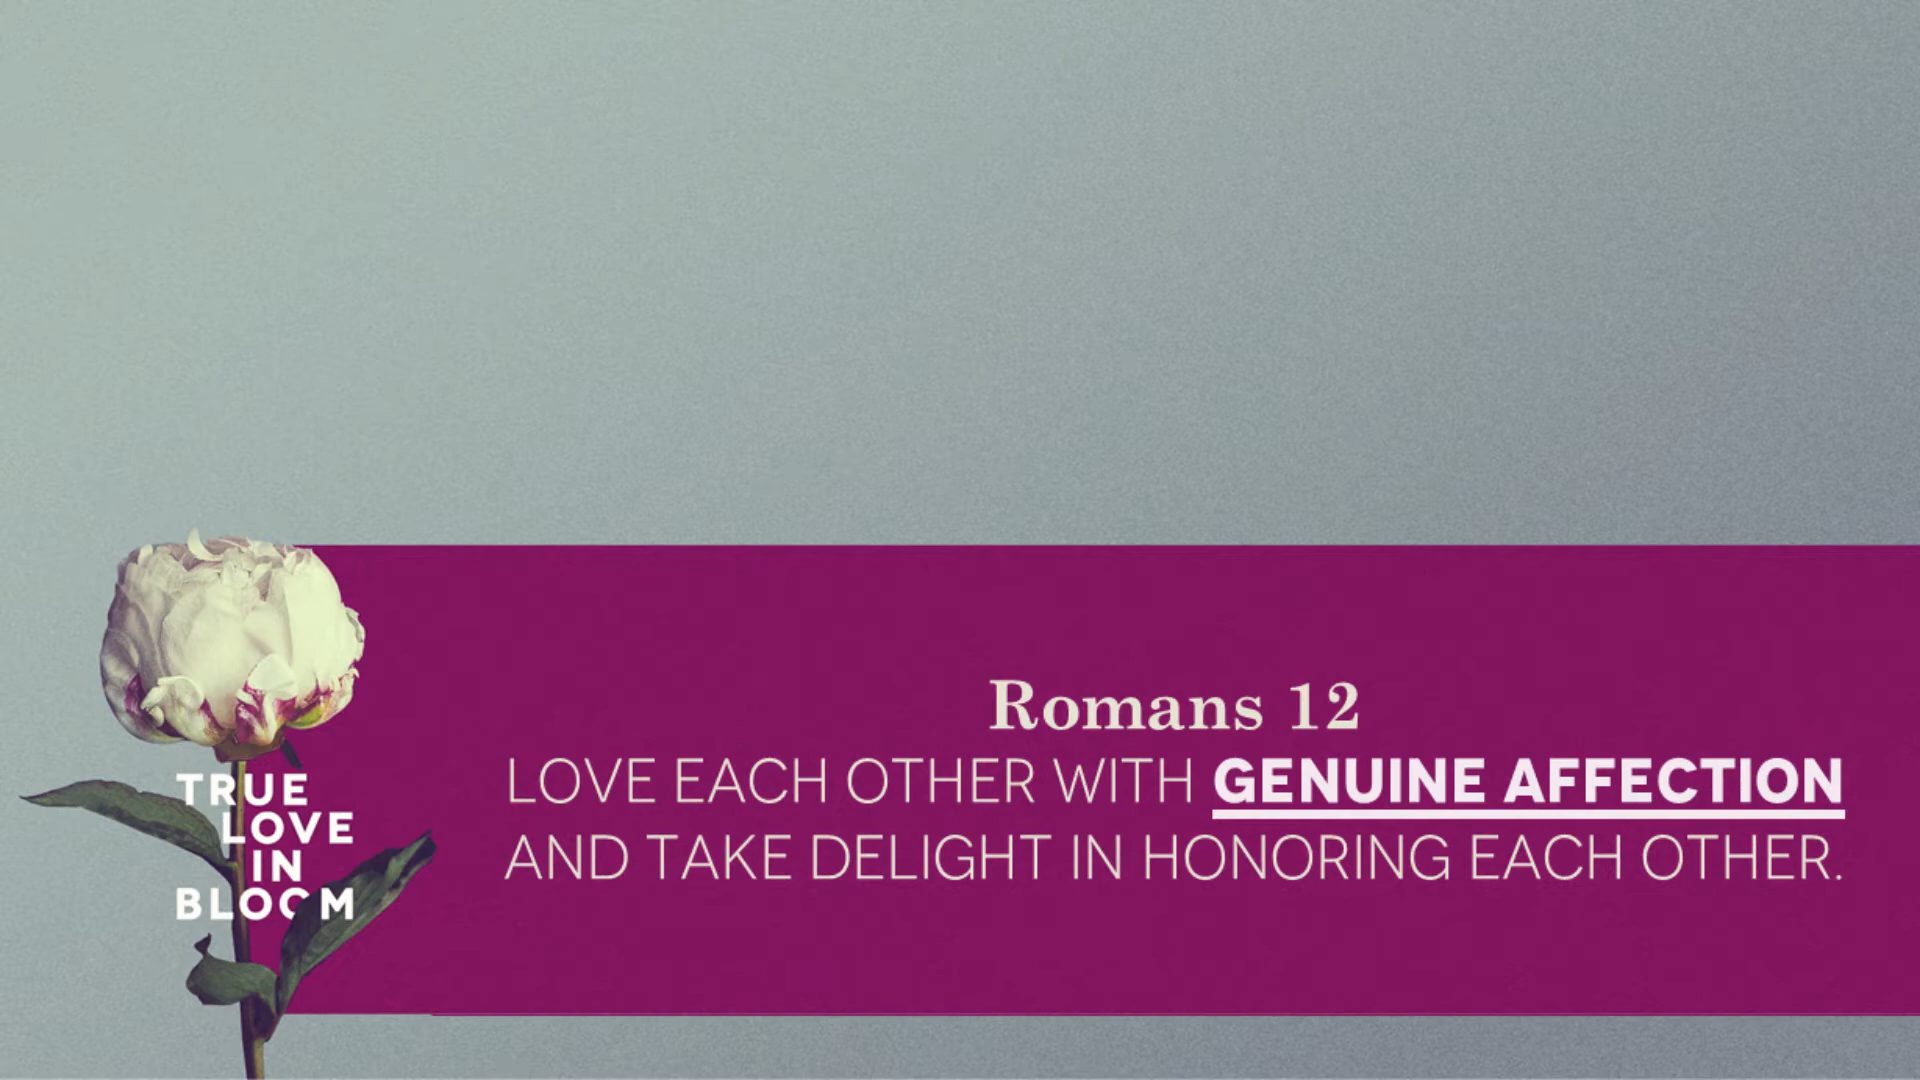 Romans 12
LOVE EACH OTHER WITH GENUINE AFFECTION
AND TAKE DELIGHT IN HONORING EACH OTHER.
TRUE
LOVE
IN
BLOOM